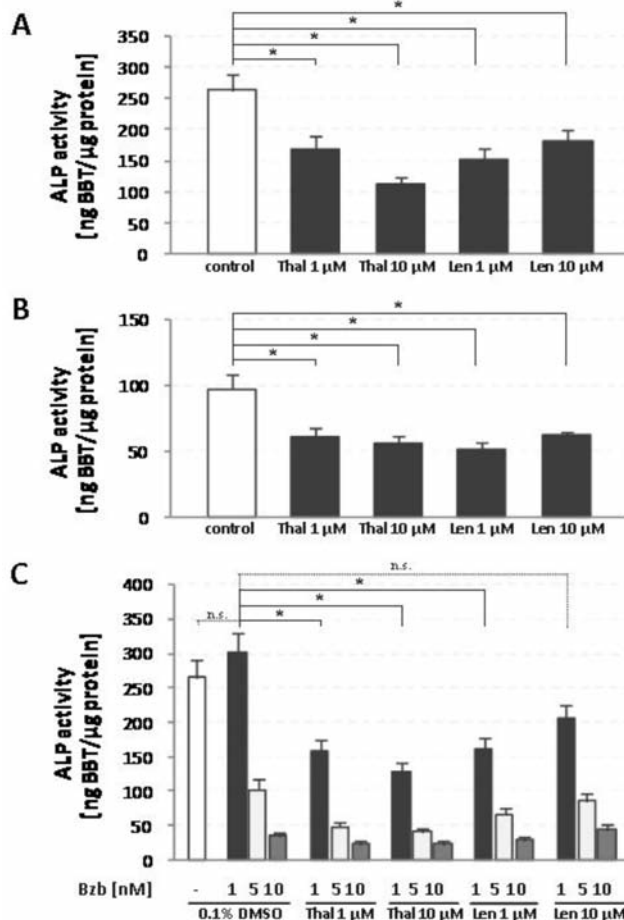 A
ALP activity
[ng BBT/µg protein]
350
300
250
200
150
100
50
0
*
*
*
*
control Thal 1 µM Thal 10 µM Len 1 µM Len 10 µM
B
ALP activity
[ng BBT/µg protein]
150
100
50
0
*
*
*
*
control Thal 1 µM Thal 10 µM Len 1 µM Len 10 µM
C
ALP activity
[ng BBT/µg protein]
400
350
300
250
200
150
100
50
0
n.s.
*
*
n.s. *
Bzb [nM] - 1 5 10 1 5 10 1 5 10 1 5 10 1 5 10
0.1% DMSO Thal 1 µM Thal 10 µM Len 1 µM Len 10 µM